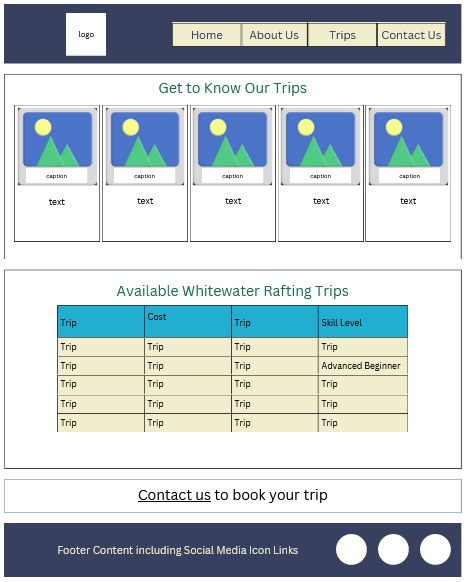 logo
Home About Us Trips Contact Us
Get to Know Our Trips
caption caption caption caption caption
text text text text text
Available Whitewater Rafting Trips
Trip Cost Trip Skill Level
Trip Trip Trip Trip
Trip Trip Trip Advanced Beginner
Trip Trip Trip Trip
Trip Trip Trip Trip
Trip Trip Trip Trip
Contact us to book your trip
Footer Content including Social Media Icon Links